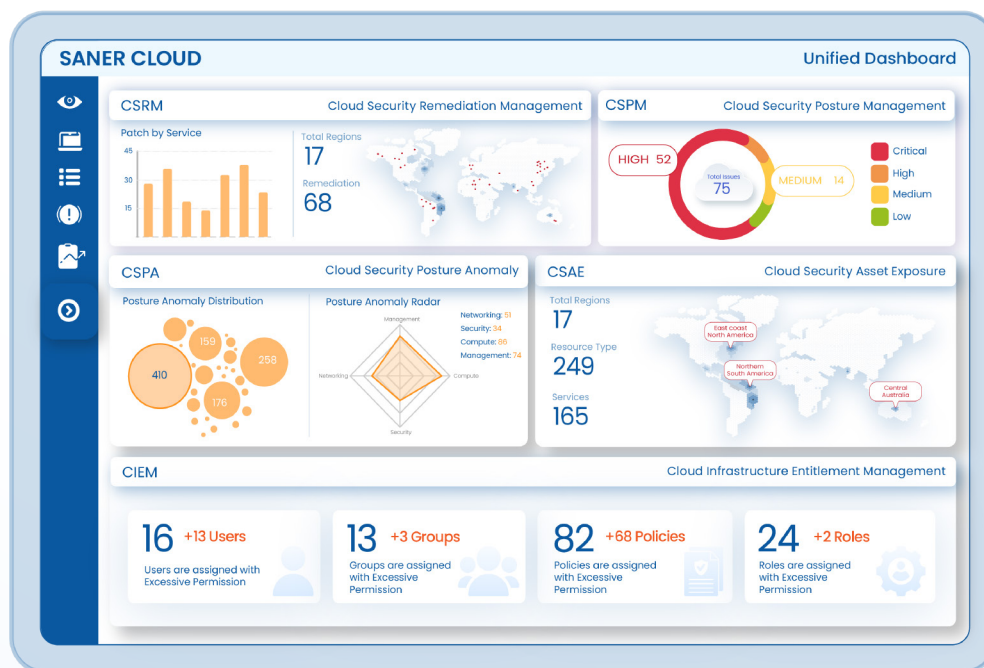 SANER CLOUD
Unified Dashboard
CSRM
Cloud Security Remediation Management
Patch by Service
45
30
15
Total Regions
17
Remediation
68
CSPM
Cloud Security Posture Management
HIGH 52
Total Issues
75
MEDIUM 14
Critical
High
Medium
Low
CSPA
Cloud Security Posture Anomaly
Posture Anomaly Distribution
410
159
258
176
Posture Anomaly Radar
Management
Networking
Compute
Security
Networking: 51
Security: 34
Compute: 86
Management: 74
CSAE
Cloud Security Asset Exposure
Total Regions
17
Resource Type
249
Services
165
East coast
North America
Northern
South America
Central
Australia
CIEM
Cloud Infrastructure Entitlement Management
16 +13 Users
Users are assigned with
Excessive Permission
13 +3 Groups
Groups are assigned
with Excessive
Permission
82 +68 Policies
Policies are assigned
with Excessive
Permission
24 +2 Roles
Roles are assigned
with Excessive
Permission